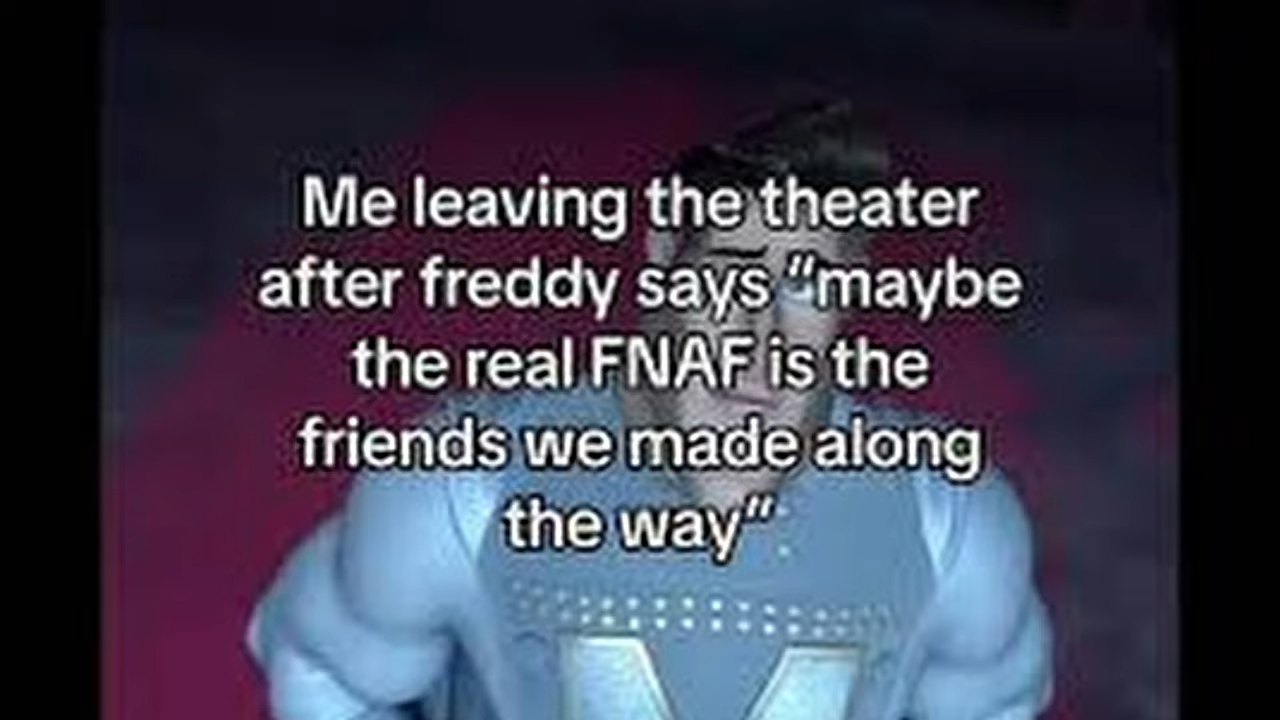 Me leaving the theater
after freddy says “maybe
the real FNAF is the
friends we made along
the way”